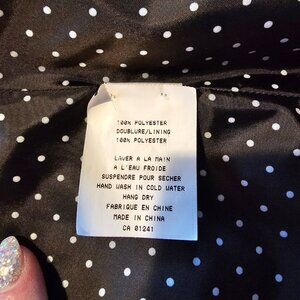 100% POLYESTER
DOUBLURE/LINING
100% POLYESTER
LAVER A LA MAIN
A L'EAU FROIDE
SUSPENDRE POUR SECHER
HAND WASH IN COLD WATER
HANG DRY
FABRIQUE EN CHINE
MADE IN CHINA
CA 01241